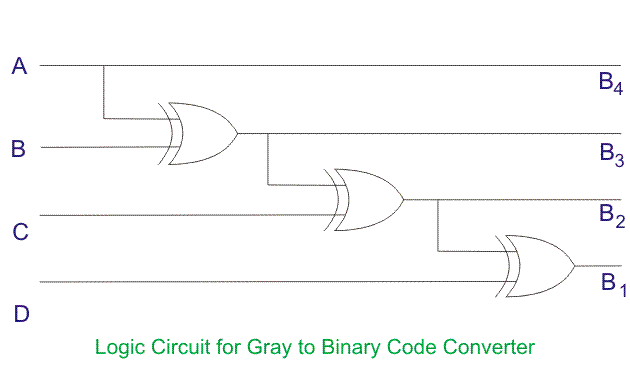 A
B₄
B
B₃
C
B₂
B₁
D
Logic Circuit for Gray to Binary Code Converter